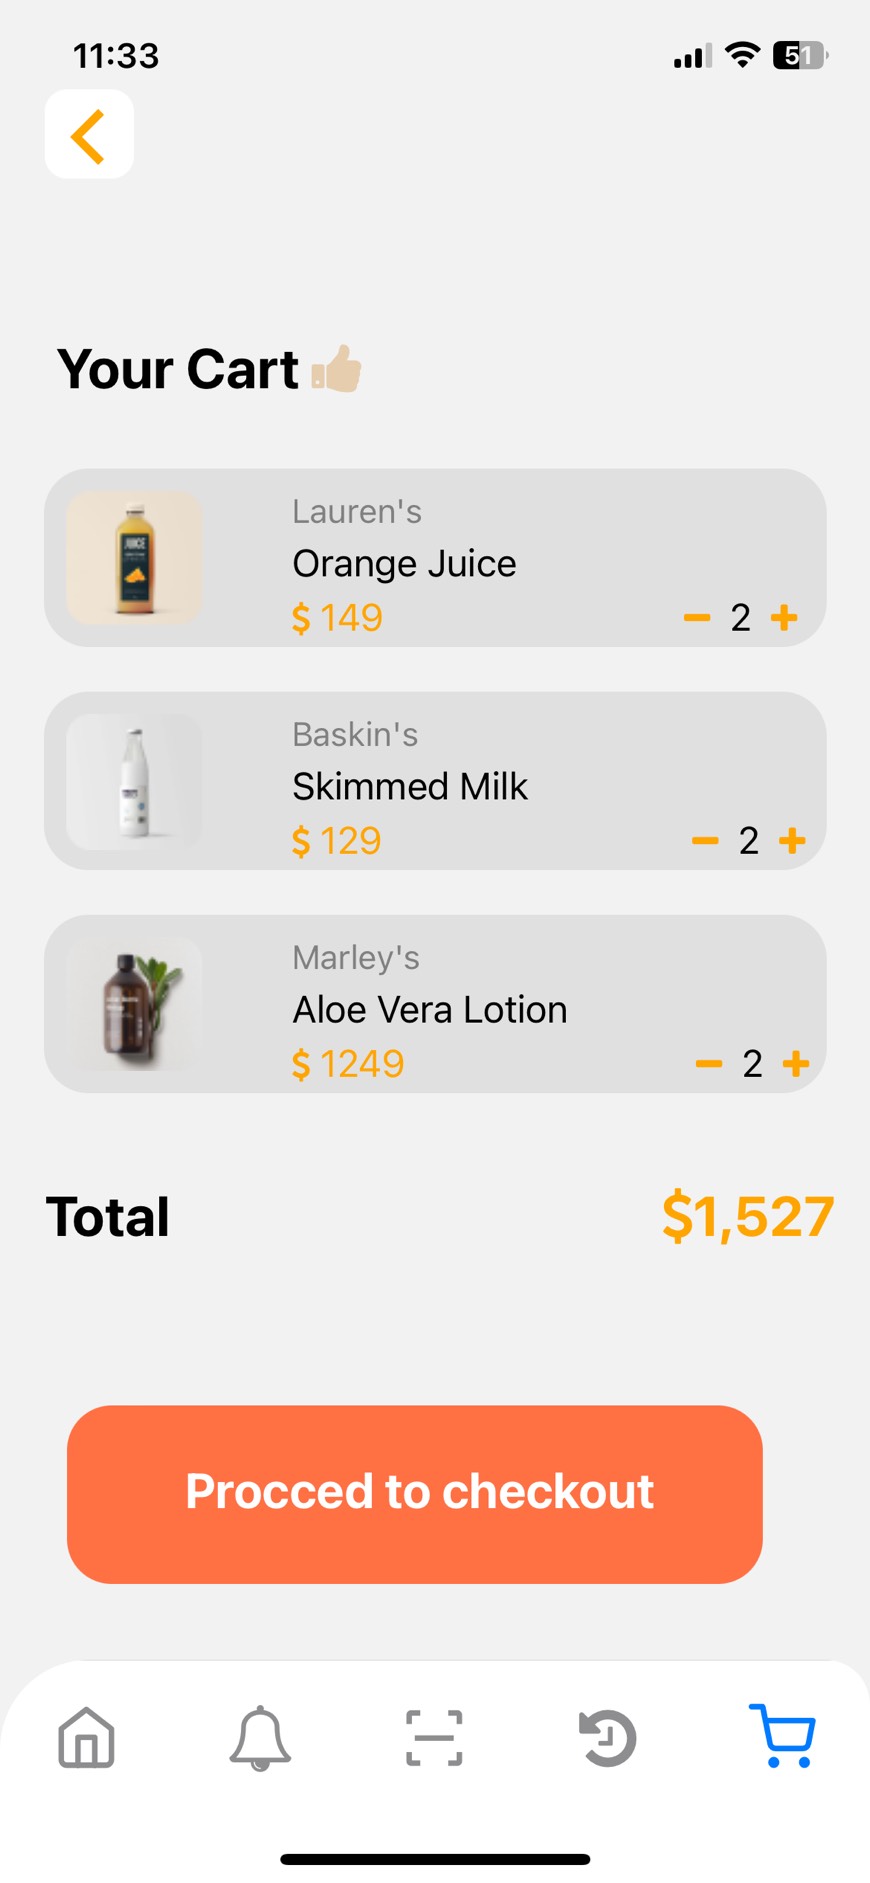 11:33
51
Your Cart
JUICE
Lauren's
Orange Juice
$ 149
2
Baskin's
Skimmed Milk
$ 129
2
Marley's
Aloe Vera Lotion
$ 1249
2
Total
$1,527
Procced to checkout